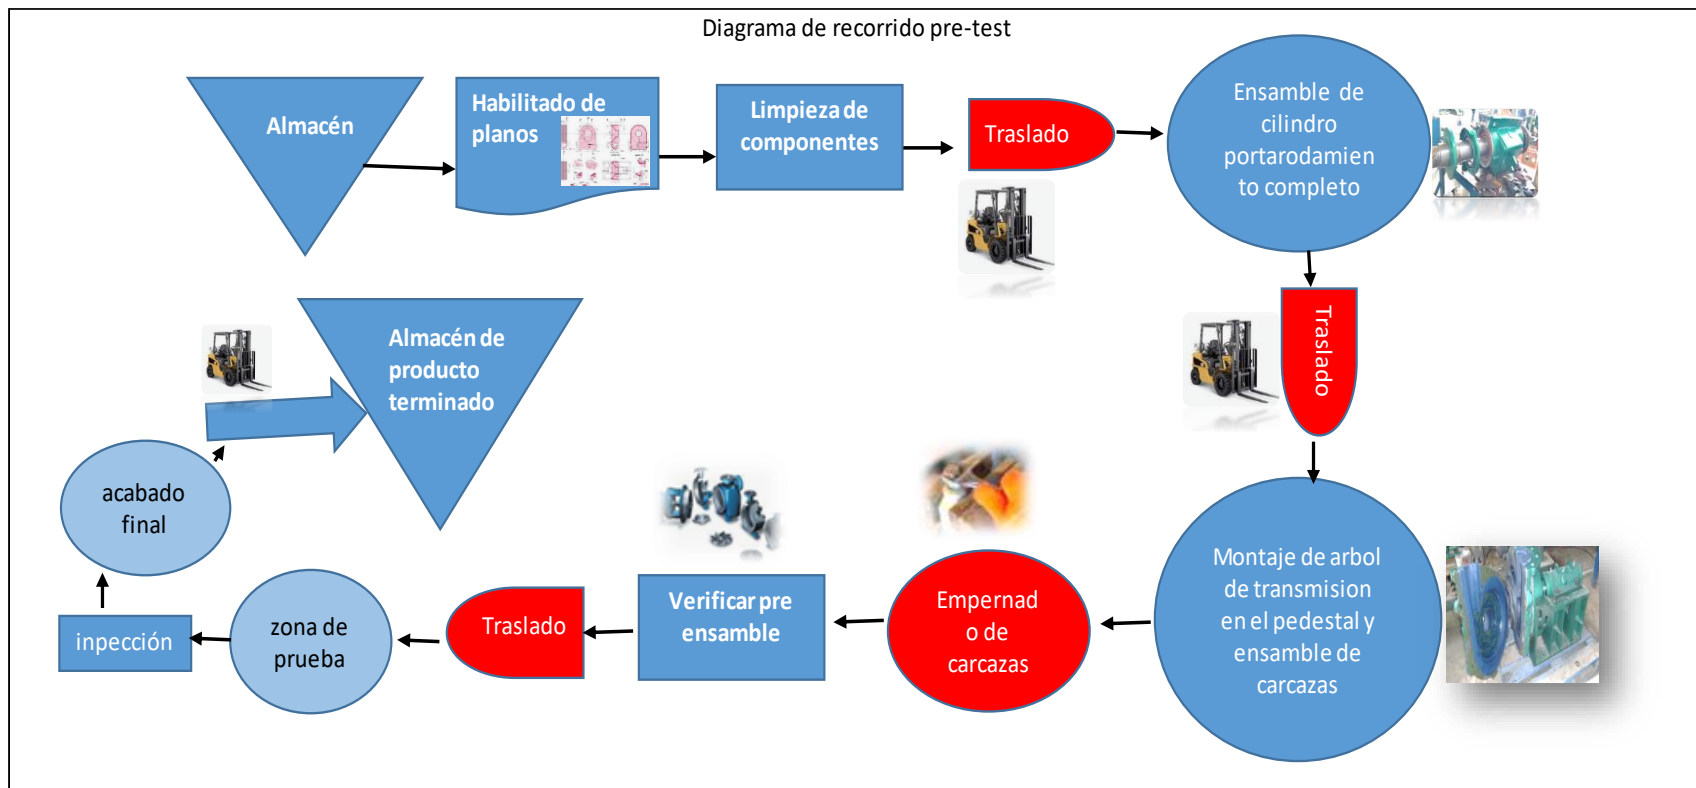 Diagrama de recorrido pre-test
Almacén
Habilitado de
planos
Limpieza de
componentes
Traslado
Ensamble de
cilindro
portarodamien
to completo
Traslado
Montaje de arbol
de transmision
en el pedestal y
ensamble de
carcazas
Empernad
o de
carcazas
Verificar pre
ensamble
Traslado
zona de
prueba
inpección
acabado
final
Almacén de
producto
terminado